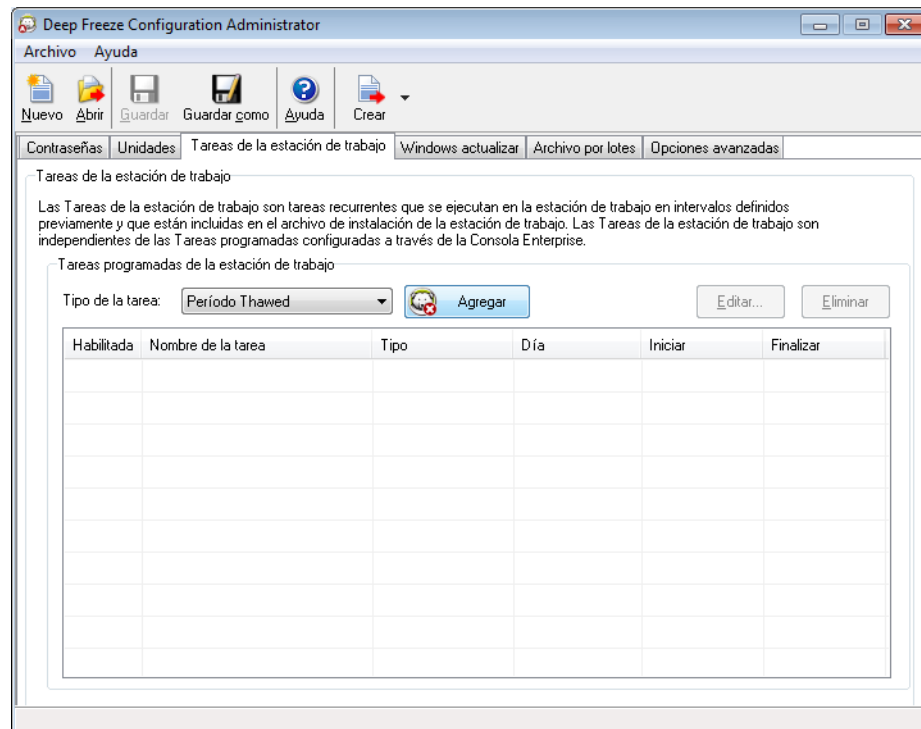 Deep Freeze Configuration Administrator
Archivo Ayuda
Nuevo Abrir Guardar Guardar como Ayuda Crear
Contraseñas Unidades Tareas de la estación de trabajo Windows actualizar Archivo por lotes Opciones avanzadas
Tareas de la estación de trabajo
Las Tareas de la estación de trabajo son tareas recurrentes que se ejecutan en la estación de trabajo en intervalos definidos
previamente y que están incluidas en el archivo de instalación de la estación de trabajo. Las Tareas de la estación de trabajo son
independientes de las Tareas programadas configuradas a través de la Consola Enterprise.
Tareas programadas de la estación de trabajo
Tipo de la tarea: Período Thawed Agregar Editar... Eliminar
Habilitada Nombre de la tarea Tipo Día Iniciar Finalizar